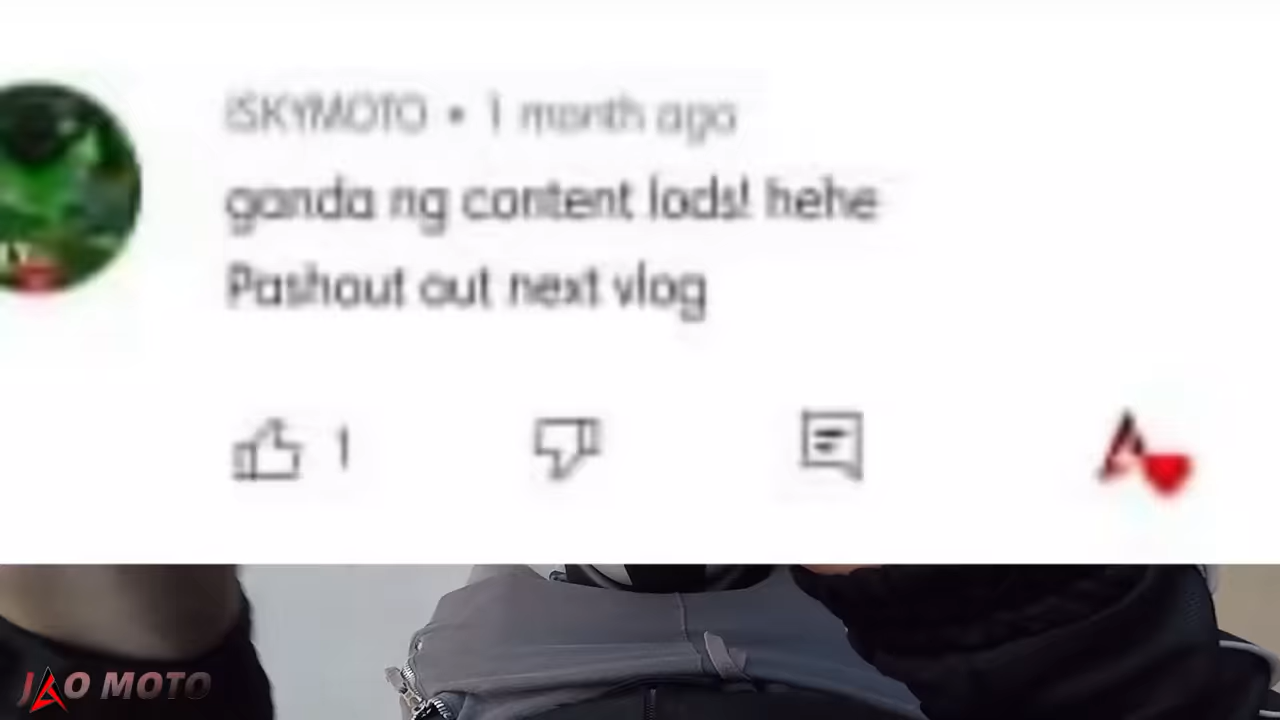 iSKYMOTO • 1 month ago
ganda ng content lods! hehe
Pashout out next vlog
1
JAO MOTO